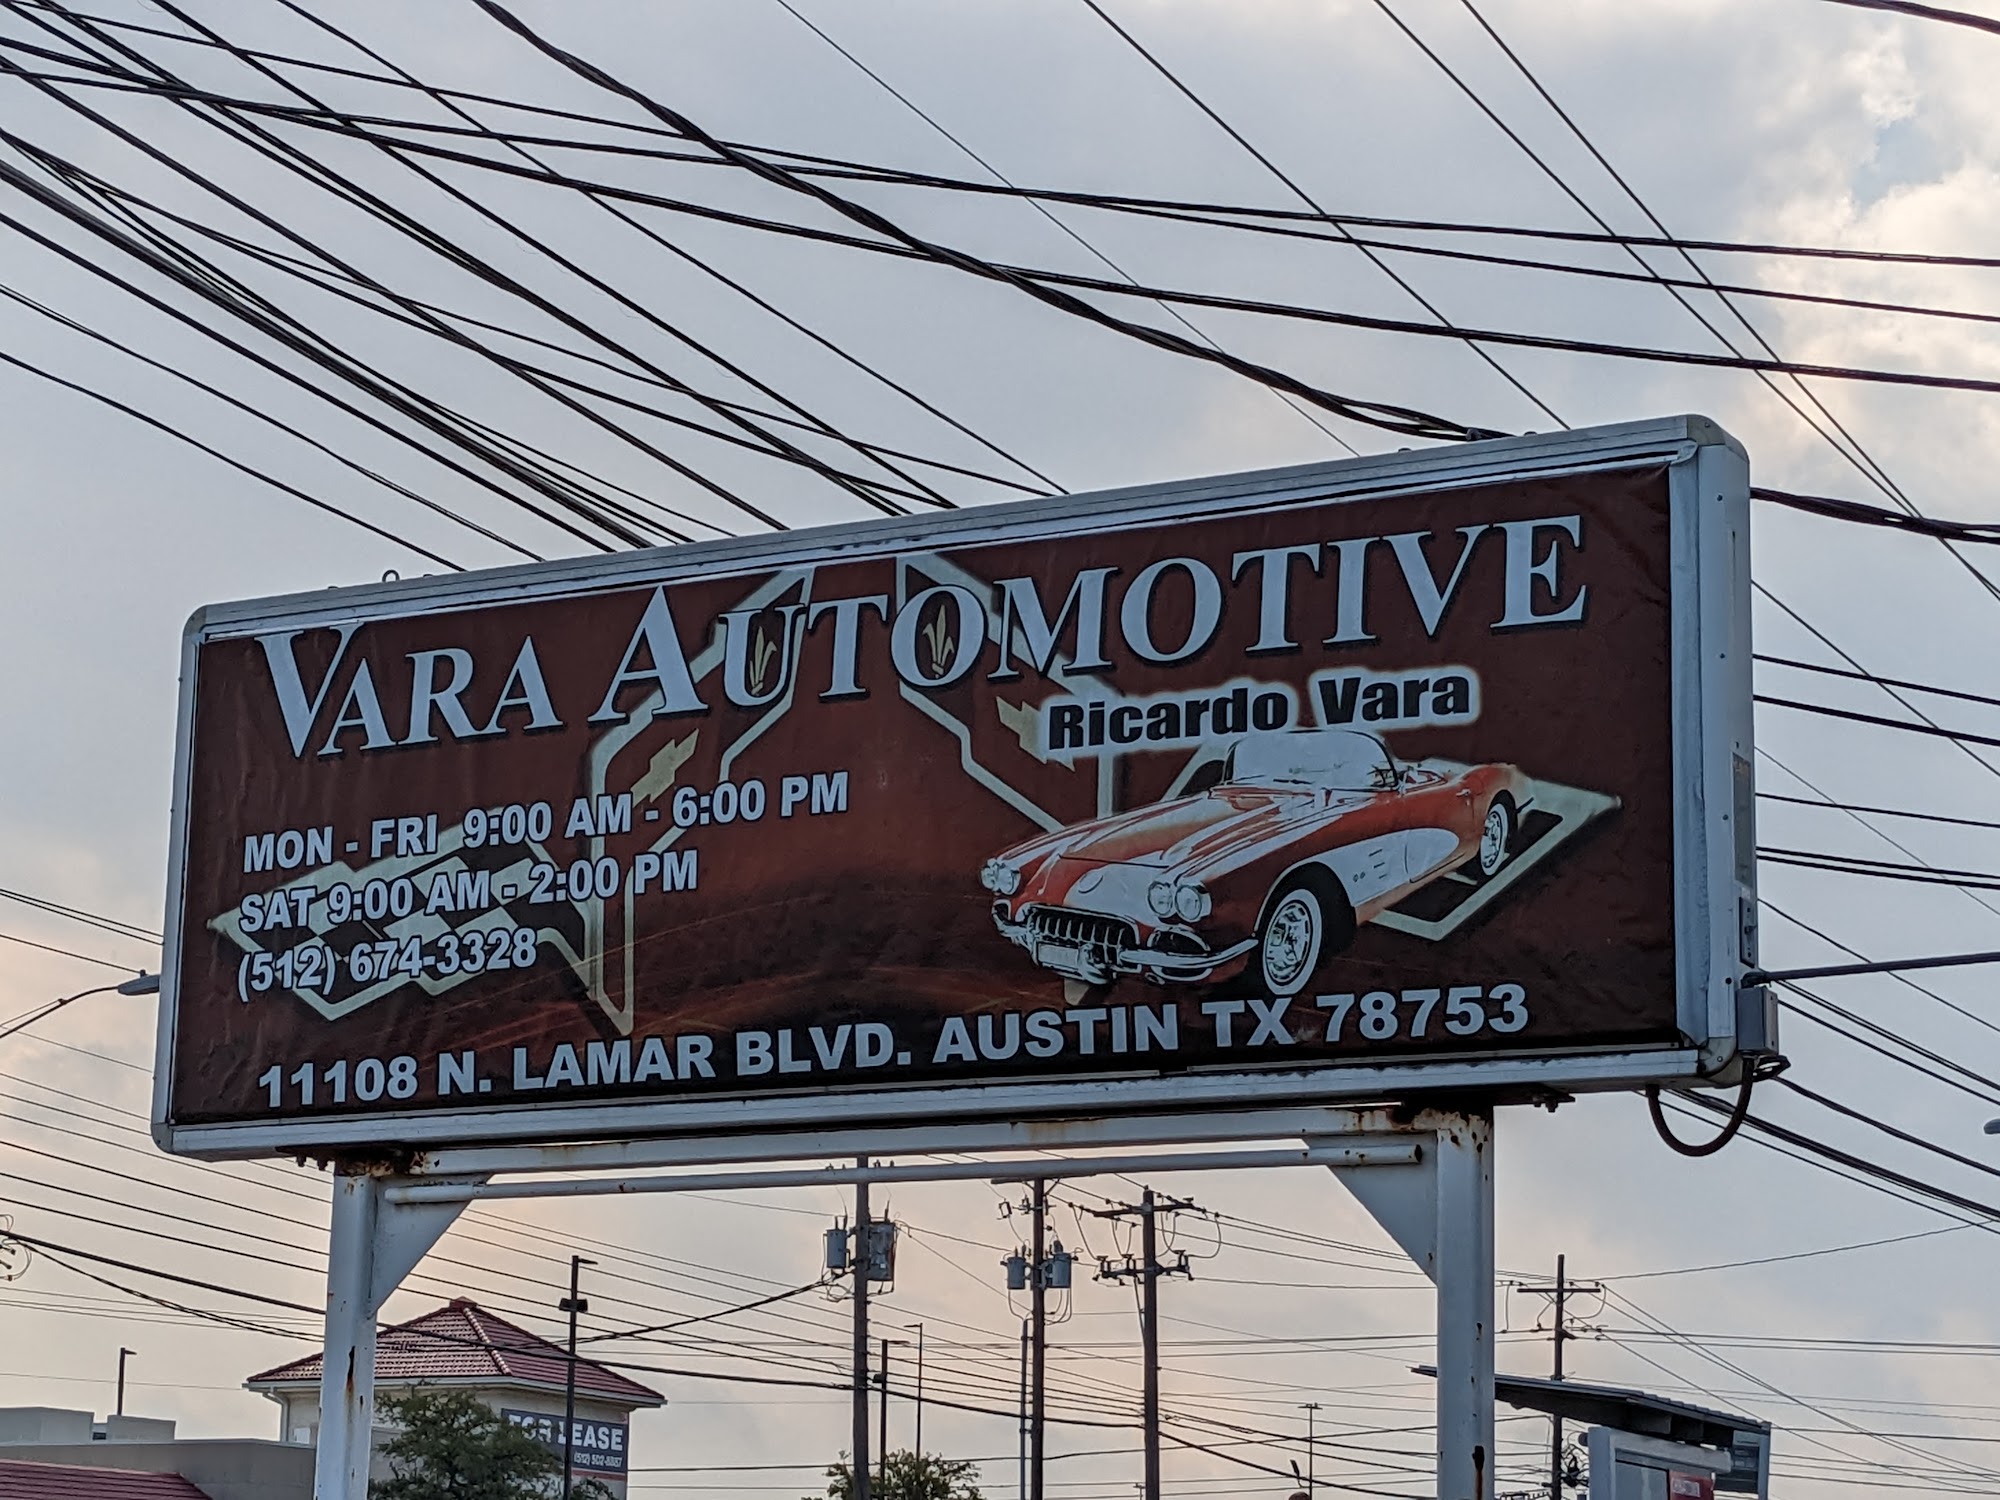 VARA AUTOMOTIVE
Ricardo Vara
MON - FRI 9:00 AM - 6:00 PM
SAT 9:00 AM - 2:00 PM
(512) 674-3328
11108 N. LAMAR BLVD. AUSTIN TX 78753
FOR LEASE